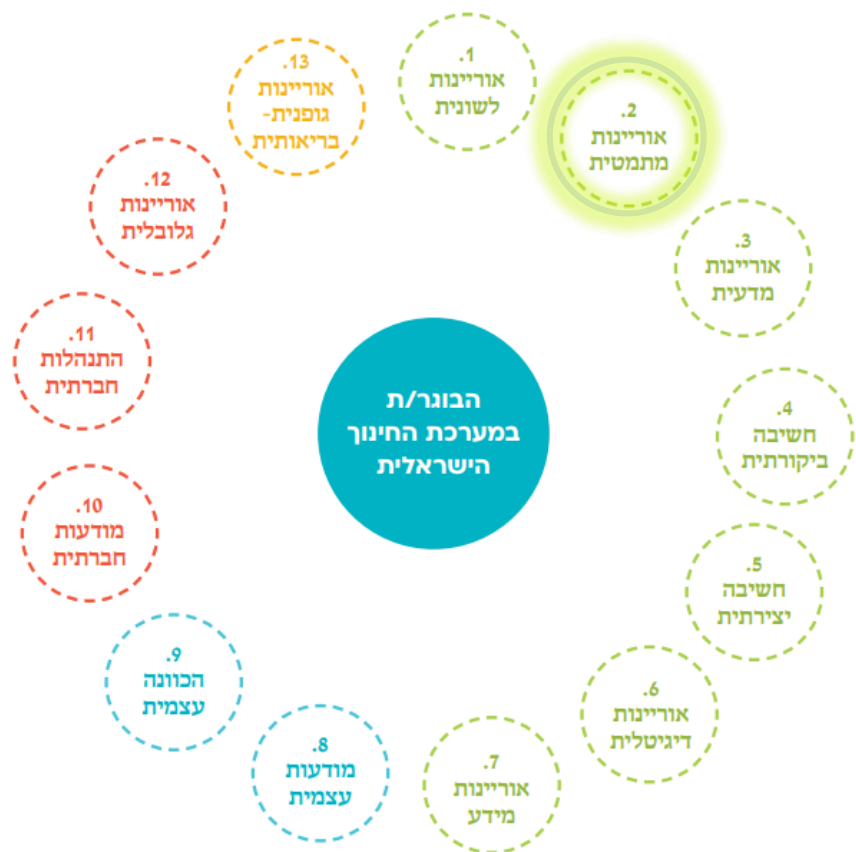 הבוגר/ת
במערכת החינוך
הישראלית
.1
אוריינות
לשונית
.2
אוריינות
מתמטית
.3
אוריינות
מדעית
.4
חשיבה
ביקורתית
.5
חשיבה
יצירתית
.6
אוריינות
דיגיטלית
.7
אוריינות
מידע
.8
מודעות
עצמית
.9
הכוונה
עצמית
.10
מודעות
חברתית
.11
התנהלות
חברתית
.12
אוריינות
גלובלית
.13
אוריינות
גופנית-
בריאותית